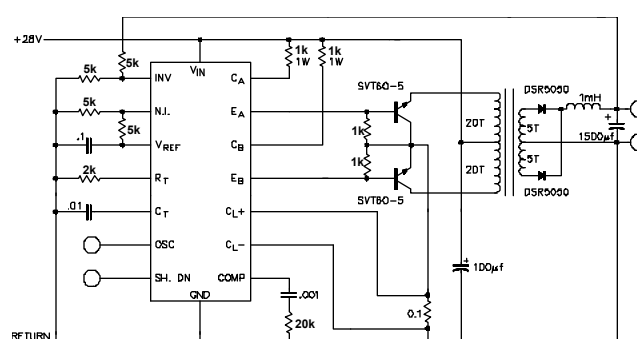 +28V
5k
5k
1k
1W
1k
1W
INV
VIN
CA
SVT60-5
DSR5050
5k
N.I.
EA
1mH
5k
1k
20T
5T
+
1500µf
.1
VREF
CB
2k
RT
1k
EB
20T
5T
SVT60-5
DSR5050
.01
CT
CL+
OSC
CL-
+
100µf
SH. DN
COMP
GND
.001
0.1
20k
RETURN